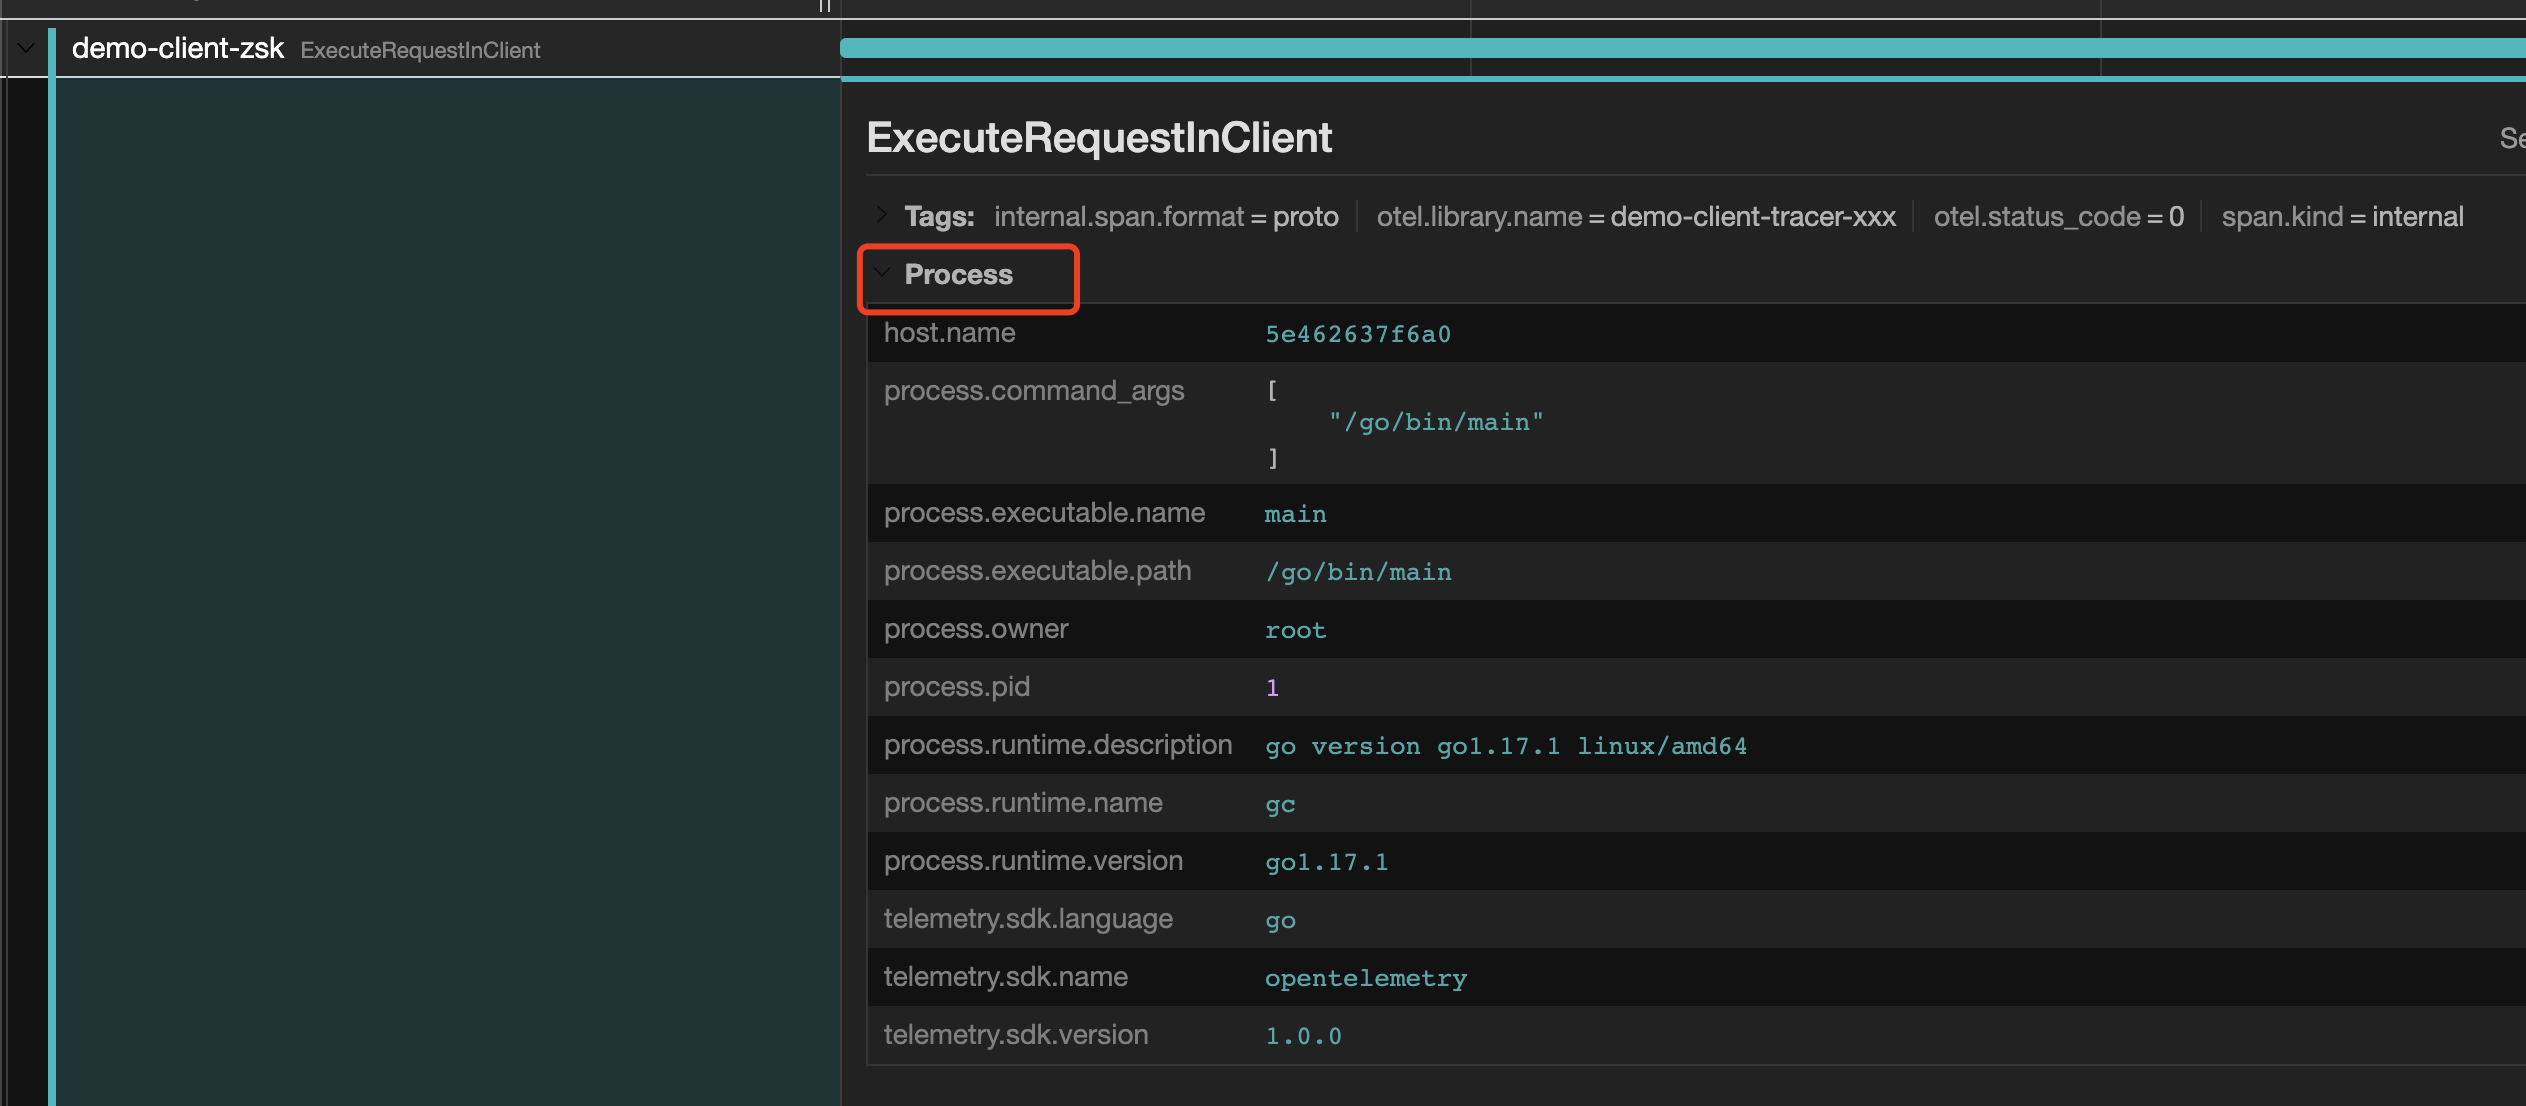 demo-client-zsk ExecuteRequestInClient
ExecuteRequestInClient
Tags: internal.span.format = proto otel.library.name = demo-client-tracer-xxx otel.status_code = 0 span.kind = internal
Process
host.name 5e462637f6a0
process.command_args [
"/go/bin/main"
]
process.executable.name main
process.executable.path /go/bin/main
process.owner root
process.pid 1
process.runtime.description go version go1.17.1 linux/amd64
process.runtime.name gc
process.runtime.version go1.17.1
telemetry.sdk.language go
telemetry.sdk.name opentelemetry
telemetry.sdk.version 1.0.0